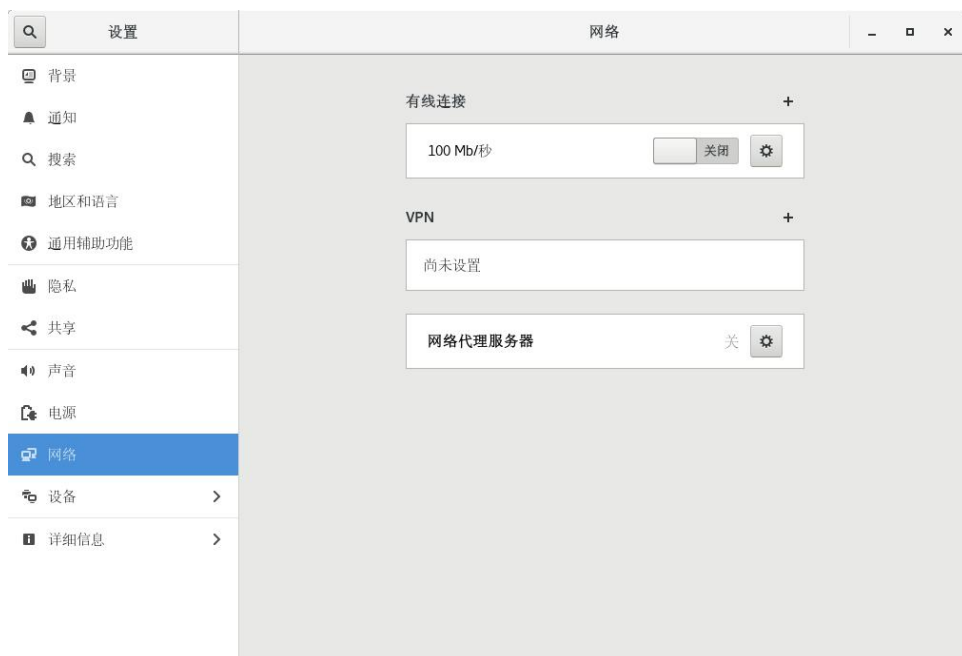 设置
网络
背景
通知
搜索
地区和语言
通用辅助功能
隐私
共享
声音
电源
网络
设备
详细信息
有线连接
100 Mb/秒 关闭
VPN
尚未设置
网络代理服务器 关